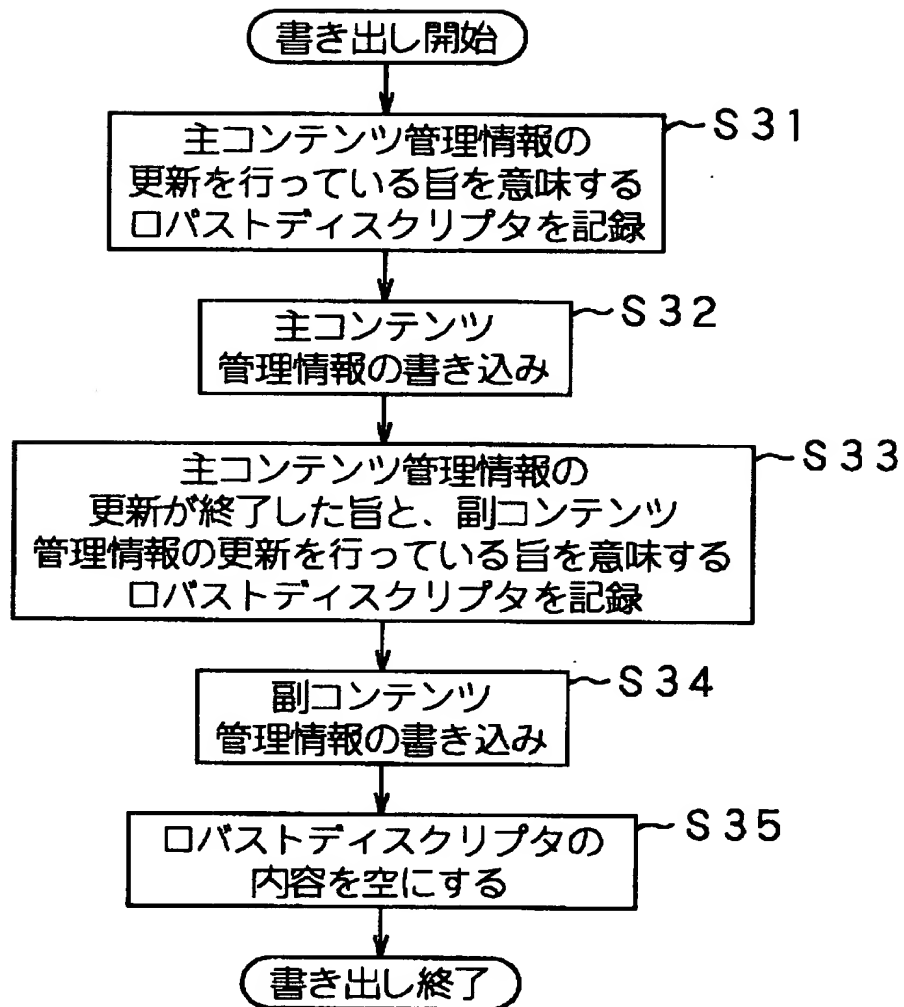 書き出し開始
主コンテンツ管理情報の
更新を行っている旨を意味する
ロパストディスクリプタを記録
S31
主コンテンツ
管理情報の書き込み
S32
主コンテンツ管理情報の
更新が終了した旨と、副コンテンツ
管理情報の更新を行っている旨を意味する
ロバストディスクリプタを記録
S33
副コンテンツ
管理情報の書き込み
S34
ロバストディスクリプタの
内容を空にする
S35
書き出し終了